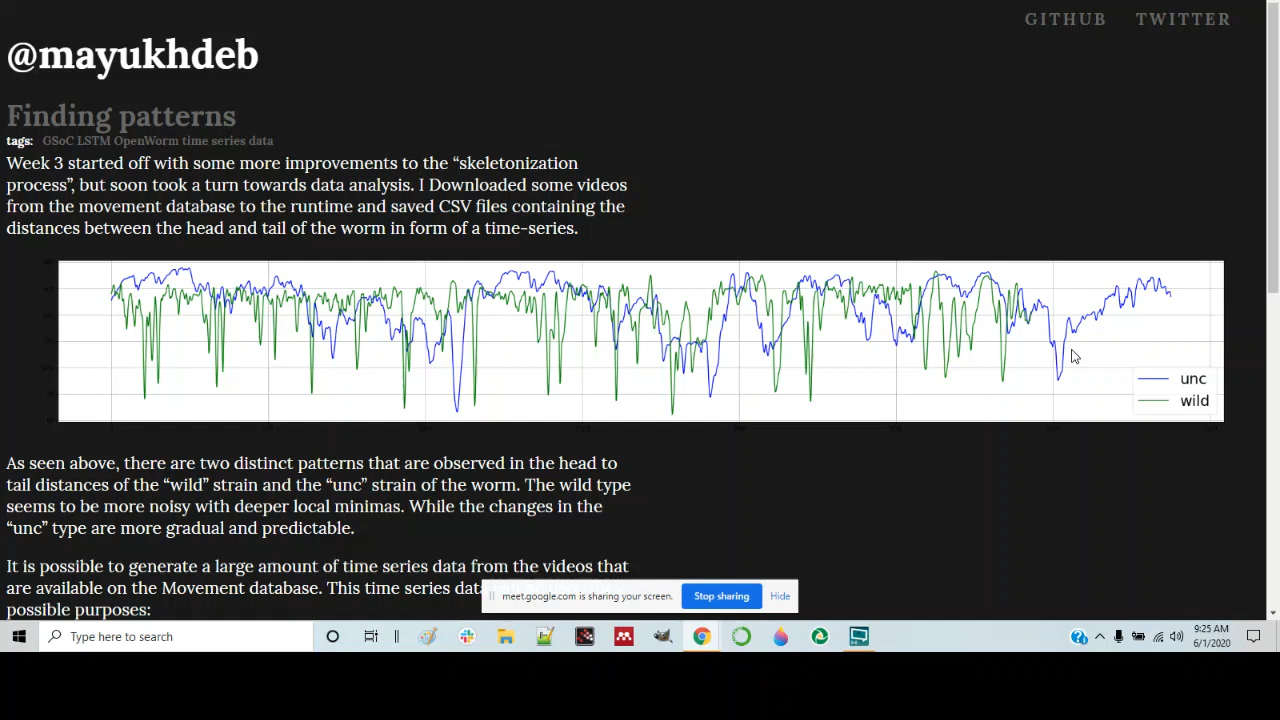 GITHUB TWITTER
@mayukhdeb
Finding patterns
tags: GSoC LSTM OpenWorm time series data
Week 3 started off with some more improvements to the “skeletonization
process”, but soon took a turn towards data analysis. I Downloaded some videos
from the movement database to the runtime and saved CSV files containing the
distances between the head and tail of the worm in form of a time-series.
unc
wild
As seen above, there are two distinct patterns that are observed in the head to
tail distances of the “wild” strain and the “unc” strain of the worm. The wild type
seems to be more noisy with deeper local minimas. While the changes in the
“unc” type are more gradual and predictable.
It is possible to generate a large amount of time series data from the videos that
are available on the Movement database. This time series data
possible purposes:
meet.google.com is sharing your screen. Stop sharing Hide
Type here to search
9:25 AM
6/1/2020